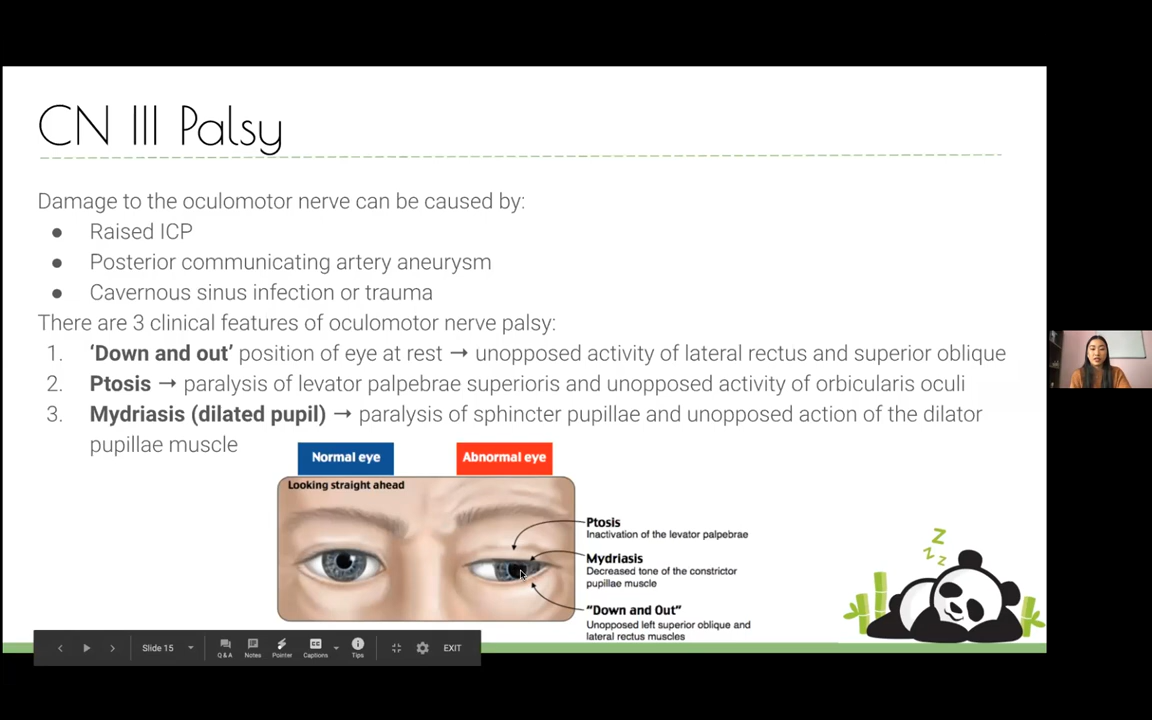 CN III Palsy
Damage to the oculomotor nerve can be caused by:
● Raised ICP
● Posterior communicating artery aneurysm
● Cavernous sinus infection or trauma
There are 3 clinical features of oculomotor nerve palsy:
1. ‘Down and out’ position of eye at rest → unopposed activity of lateral rectus and superior oblique
2. Ptosis → paralysis of levator palpebrae superioris and unopposed activity of orbicularis oculi
3. Mydriasis (dilated pupil) → paralysis of sphincter pupillae and unopposed action of the dilator
pupillae muscle
Normal eye
Abnormal eye
Looking straight ahead
Ptosis
Inactivation of the levator palpebrae
Mydriasis
Decreased tone of the constrictor
pupillae muscle
"Down and Out"
Unopposed left superior oblique and
lateral rectus muscles
Z
Z
Z
Z
Slide 15
Q & A
Notes
Pointer
CC
Captions
Tips
EXIT